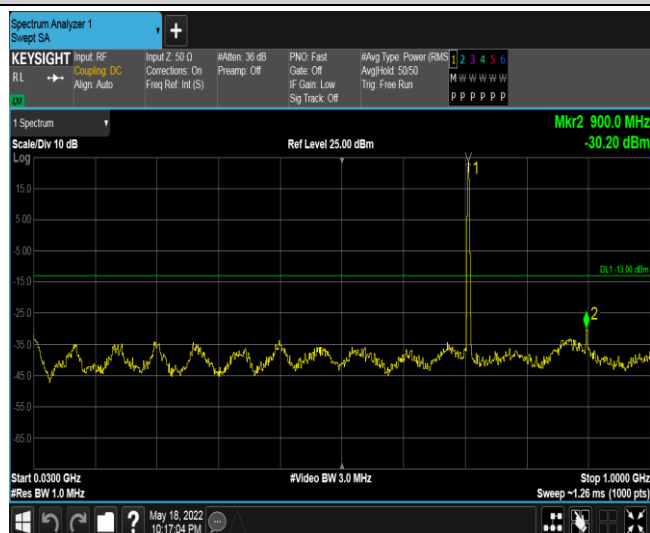 Spectrum Analyzer 1
Swept SA
+
KEYSIGHT
RL
LXI
Input: RF
Coupling: DC
Align: Auto
Input Z: 50 Ω
Corrections: On
Freq Ref: Int (S)
#Atten: 36 dB
Preamp: Off
PNO: Fast
Gate: Off
IF Gain: Low
Sig Track: Off
#Avg Type: Power (RMS
Avg|Hold: 50/50
Trig: Free Run
1 2 3 4 5 6
M W W W W W
P P P P P P
1 Spectrum
Scale/Div 10 dB
Ref Level 25.00 dBm
Mkr2 900.0 MHz
-30.20 dBm
Log
1
15.0
5.00
-5.00
DL1 -13.00 dBm
-15.0
-25.0
2
-35.0
-45.0
-55.0
-65.0
Start 0.0300 GHz
#Video BW 3.0 MHz
Stop 1.0000 GHz
#Res BW 1.0 MHz
Sweep ~1.26 ms (1000 pts)
?
May 18, 2022
10:17:04 PM